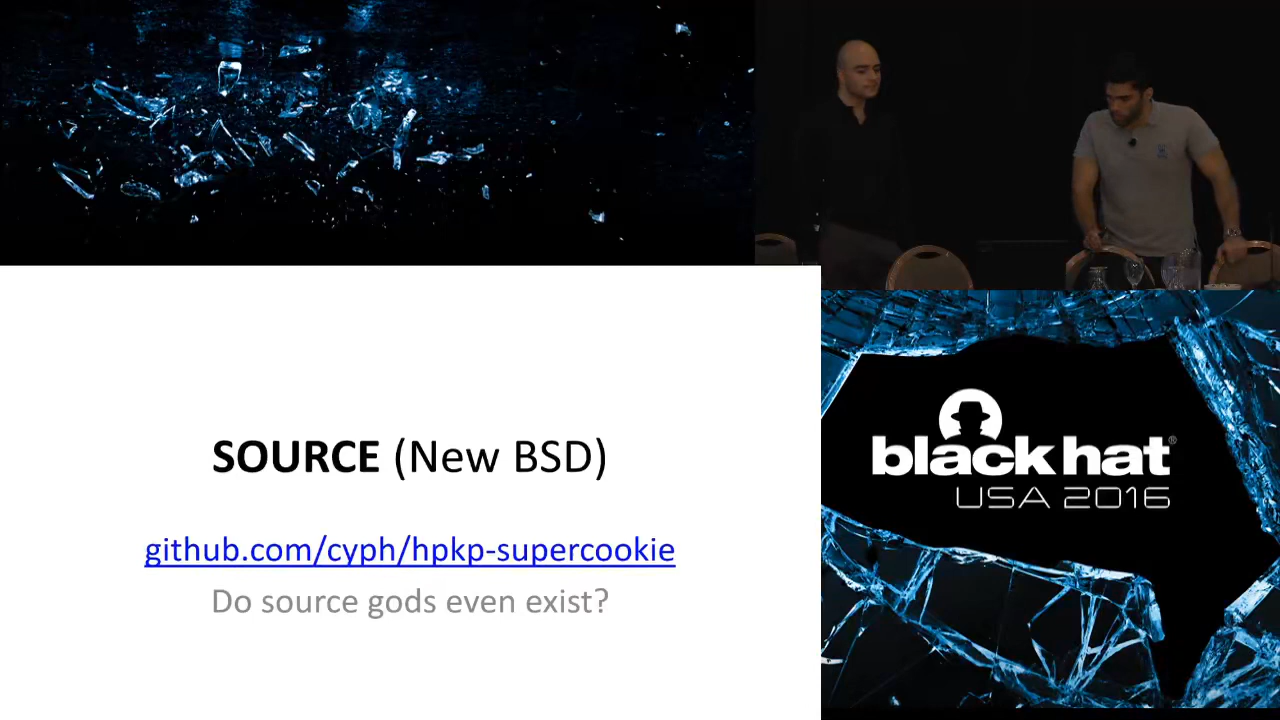 SOURCE (New BSD)
github.com/cyph/hpkp-supercookie
Do source gods even exist?
black hat®
USA 2016